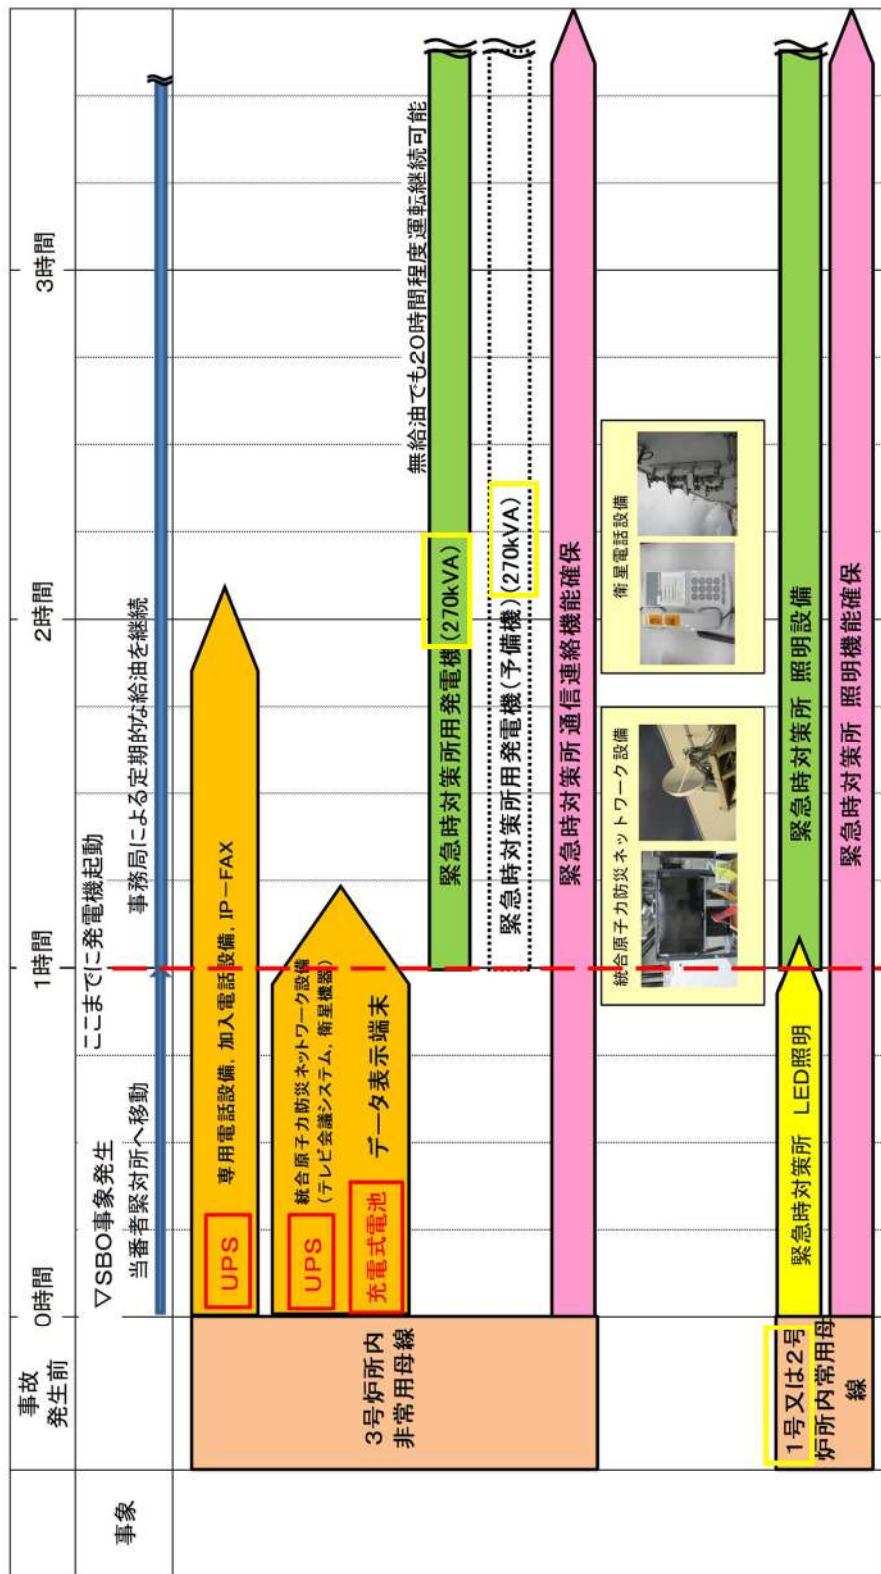 事故
発生前
0時間
1時間
2時間
3時間
事象
▽SBO事象発生
ここまでに発電機起動
当番者緊対所へ移動
事務局による定期的な給油を継続
3号炉所内
非常用母線
UPS
専用電話設備，加入電話設備，IP－FAX
UPS
統合原子力防災ネットワーク設備
（テレビ会議システム，衛星機器）
充電式電池
データ表示端末
無給油でも20時間程度運転継続可能
緊急時対策所用発電機（270kVA）
緊急時対策所用発電機（予備機）（270kVA）
緊急時対策所 通信連絡機能確保
統合原子力防災ネットワーク設備
衛星電話設備
1号又は2号
炉所内常用母
線
緊急時対策所　LED照明
緊急時対策所　照明設備
緊急時対策所　照明機能確保